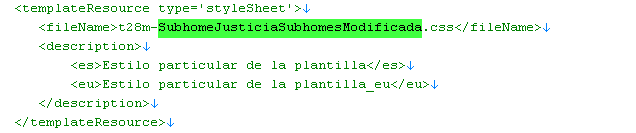 <templateResource type='styleSheet'>↓
<fileName>t28m-SubhomeJusticiaSubhomesModificada.css</fileName>↓
<description>↓
<es>Estilo particular de la plantilla</es>↓
<eu>Estilo particular de la plantilla_eu</eu>↓
</description>↓
</templateResource>↓